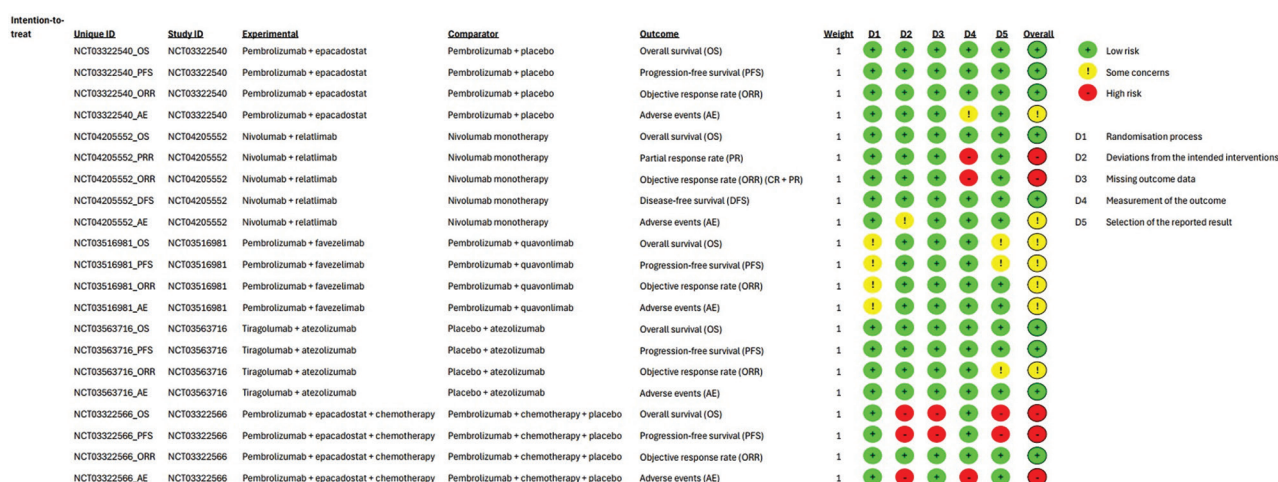 Intention-to-
treat Unique ID Study ID Experimental Comparator Outcome Weight D1 D2 D3 D4 D5 Overall
NCT03322540_OS NCT03322540 Pembrolizumab + epacadostat Pembrolizumab + placebo Overall survival (OS) 1 + + + + + + + Low risk
NCT03322540_PFS NCT03322540 Pembrolizumab + epacadostat Pembrolizumab + placebo Progression-free survival (PFS) 1 + + + + + + ! Some concerns
NCT03322540_ORR NCT03322540 Pembrolizumab + epacadostat Pembrolizumab + placebo Objective response rate (ORR) 1 + + + + + + - High risk
NCT03322540_AE NCT03322540 Pembrolizumab + epacadostat Pembrolizumab + placebo Adverse events (AE) 1 + + + ! + !
NCT04205552_OS NCT04205552 Nivolumab + relatlimab Nivolumab monotherapy Overall survival (OS) 1 + + + + + + D1 Randomisation process
NCT04205552_PRR NCT04205552 Nivolumab + relatlimab Nivolumab monotherapy Partial response rate (PR) 1 + + + - + - D2 Deviations from the intended interventions
NCT04205552_ORR NCT04205552 Nivolumab + relatlimab Nivolumab monotherapy Objective response rate (ORR) (CR + PR) 1 + + + - + - D3 Missing outcome data
NCT04205552_DFS NCT04205552 Nivolumab + relatlimab Nivolumab monotherapy Disease-free survival (DFS) 1 + + + + + + D4 Measurement of the outcome
NCT04205552_AE NCT04205552 Nivolumab + relatlimab Nivolumab monotherapy Adverse events (AE) 1 + ! + + + ! D5 Selection of the reported result
NCT03516981_OS NCT03516981 Pembrolizumab + favezelimab Pembrolizumab + quavonlimab Overall survival (OS) 1 ! + + + ! !
NCT03516981_PFS NCT03516981 Pembrolizumab + favezelimab Pembrolizumab + quavonlimab Progression-free survival (PFS) 1 ! + + + ! !
NCT03516981_ORR NCT03516981 Pembrolizumab + favezelimab Pembrolizumab + quavonlimab Objective response rate (ORR) 1 ! + + + + !
NCT03516981_AE NCT03516981 Pembrolizumab + favezelimab Pembrolizumab + quavonlimab Adverse events (AE) 1 ! + + + + !
NCT03563716_OS NCT03563716 Tiragolumab + atezolizumab Placebo + atezolizumab Overall survival (OS) 1 + + + + + +
NCT03563716_PFS NCT03563716 Tiragolumab + atezolizumab Placebo + atezolizumab Progression-free survival (PFS) 1 + + + + + +
NCT03563716_ORR NCT03563716 Tiragolumab + atezolizumab Placebo + atezolizumab Objective response rate (ORR) 1 + + + + ! !
NCT03563716_AE NCT03563716 Tiragolumab + atezolizumab Placebo + atezolizumab Adverse events (AE) 1 + + + + + +
NCT03322566_OS NCT03322566 Pembrolizumab + epacadostat + chemotherapy Pembrolizumab + chemotherapy + placebo Overall survival (OS) 1 + - - + - -
NCT03322566_PFS NCT03322566 Pembrolizumab + epacadostat + chemotherapy Pembrolizumab + chemotherapy + placebo Progression-free survival (PFS) 1 + - - + - -
NCT03322566_ORR NCT03322566 Pembrolizumab + epacadostat + chemotherapy Pembrolizumab + chemotherapy + placebo Objective response rate (ORR) 1 + + + + + +
NCT03322566_AE NCT03322566 Pembrolizumab + epacadostat + chemotherapy Pembrolizumab + chemotherapy + placebo Adverse events (AE) 1 + - + - + -